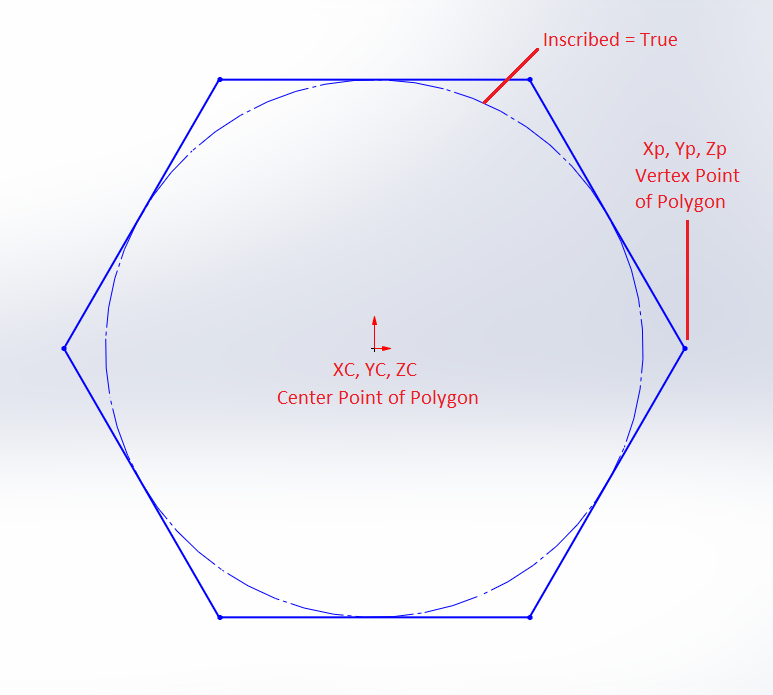 Inscribed = True
Xp, Yp, Zp
Vertex Point
of Polygon
XC, YC, ZC
Center Point of Polygon